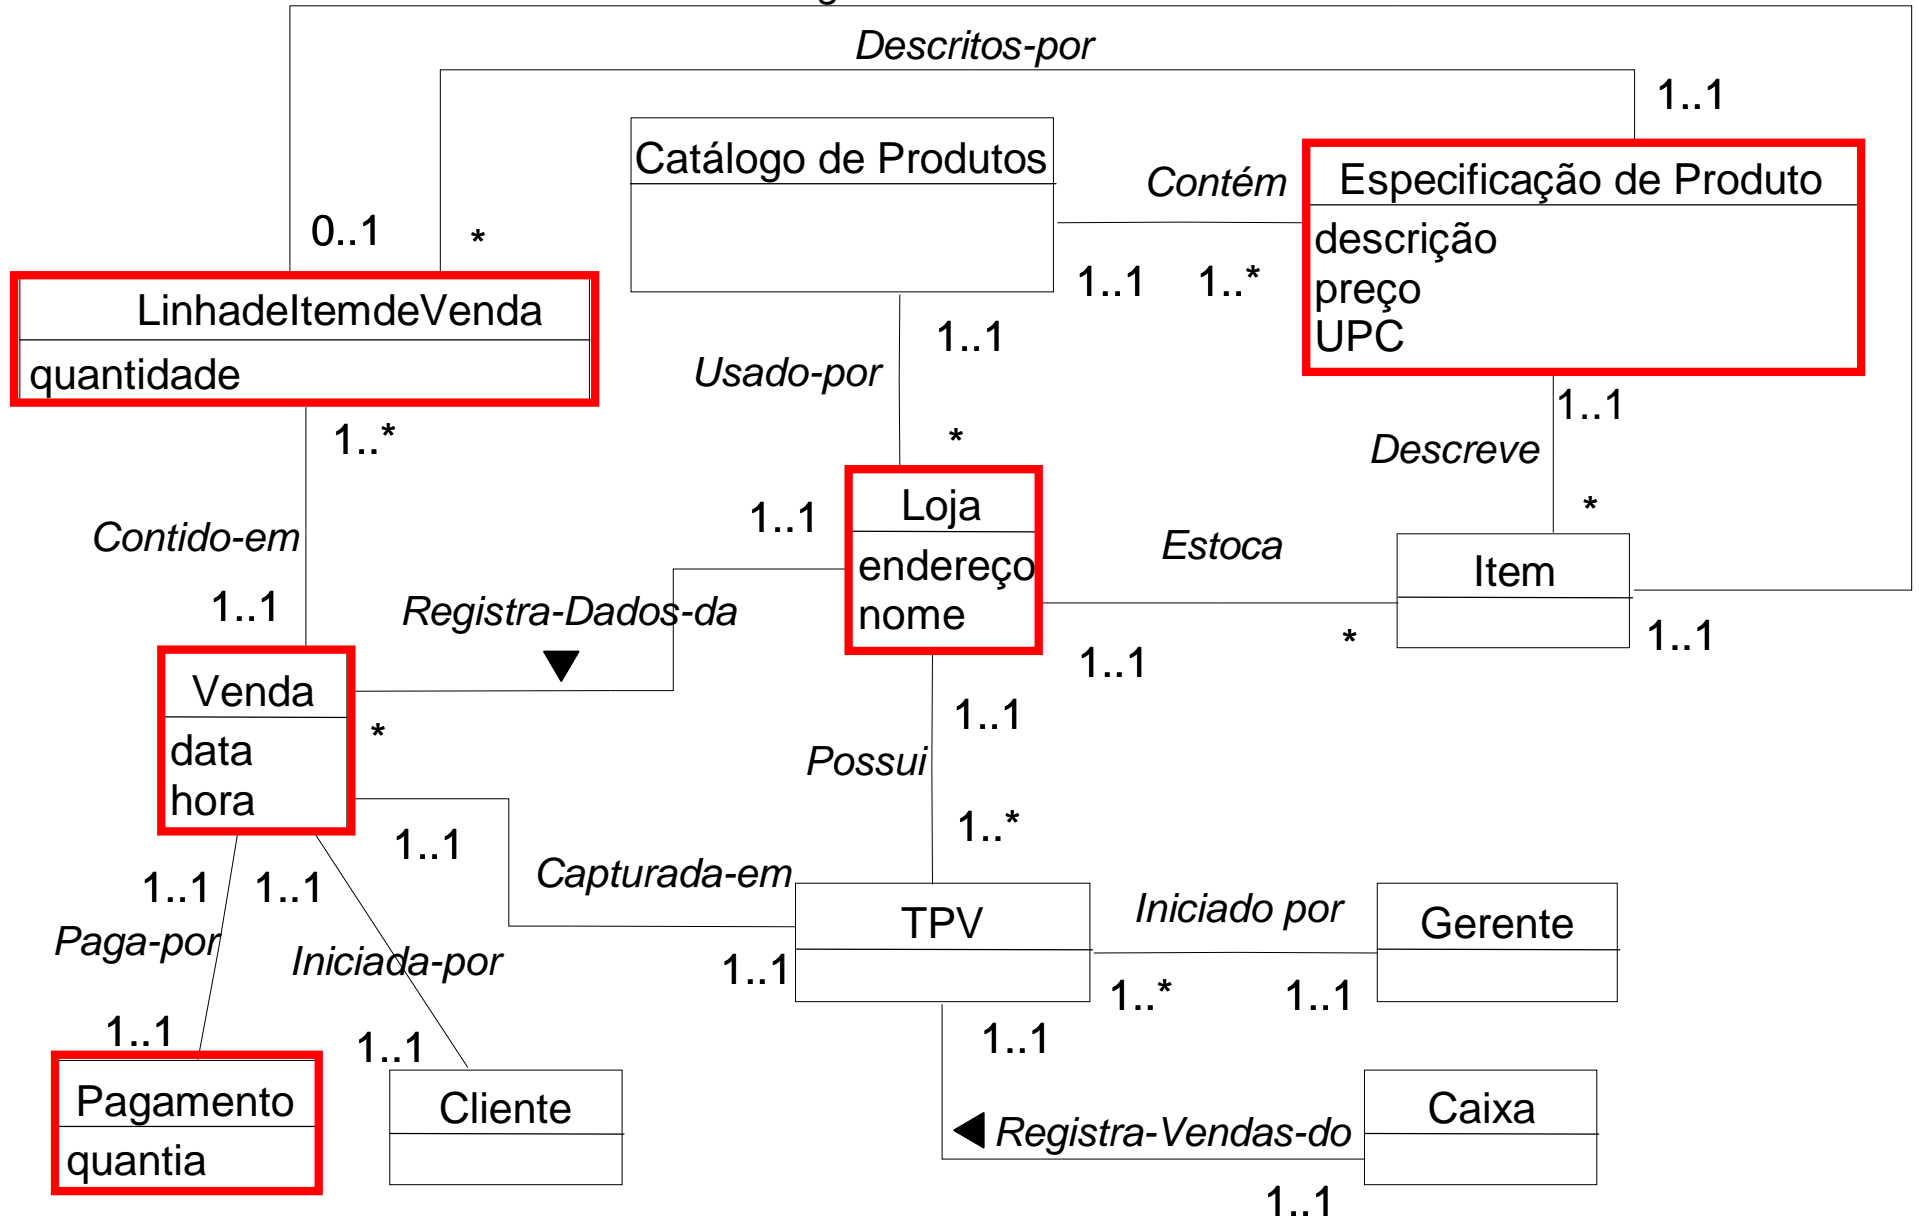 Descritos-por
1..1
Catálogo de Produtos
Contém
Especificação de Produto
descrição
preço
UPC
0..1
*
1..1
1..*
LinhadeItemdeVenda
quantidade
1..1
Usado-por
*
1..*
1..1
Descreve
*
Contido-em
1..1
1..1
Loja
endereço
nome
Estoca
Item
Registra-Dados-da
1..1
*
1..1
Venda
data
hora
*
1..1
Possui
1..*
1..1
Capturada-em
1..1
1..1
Paga-por
Iniciada-por
1..1
TPV
Iniciado por
Gerente
1..*
1..1
1..1
1..1
1..1
Pagamento
quantia
Cliente
Registra-Vendas-do
Caixa
1..1